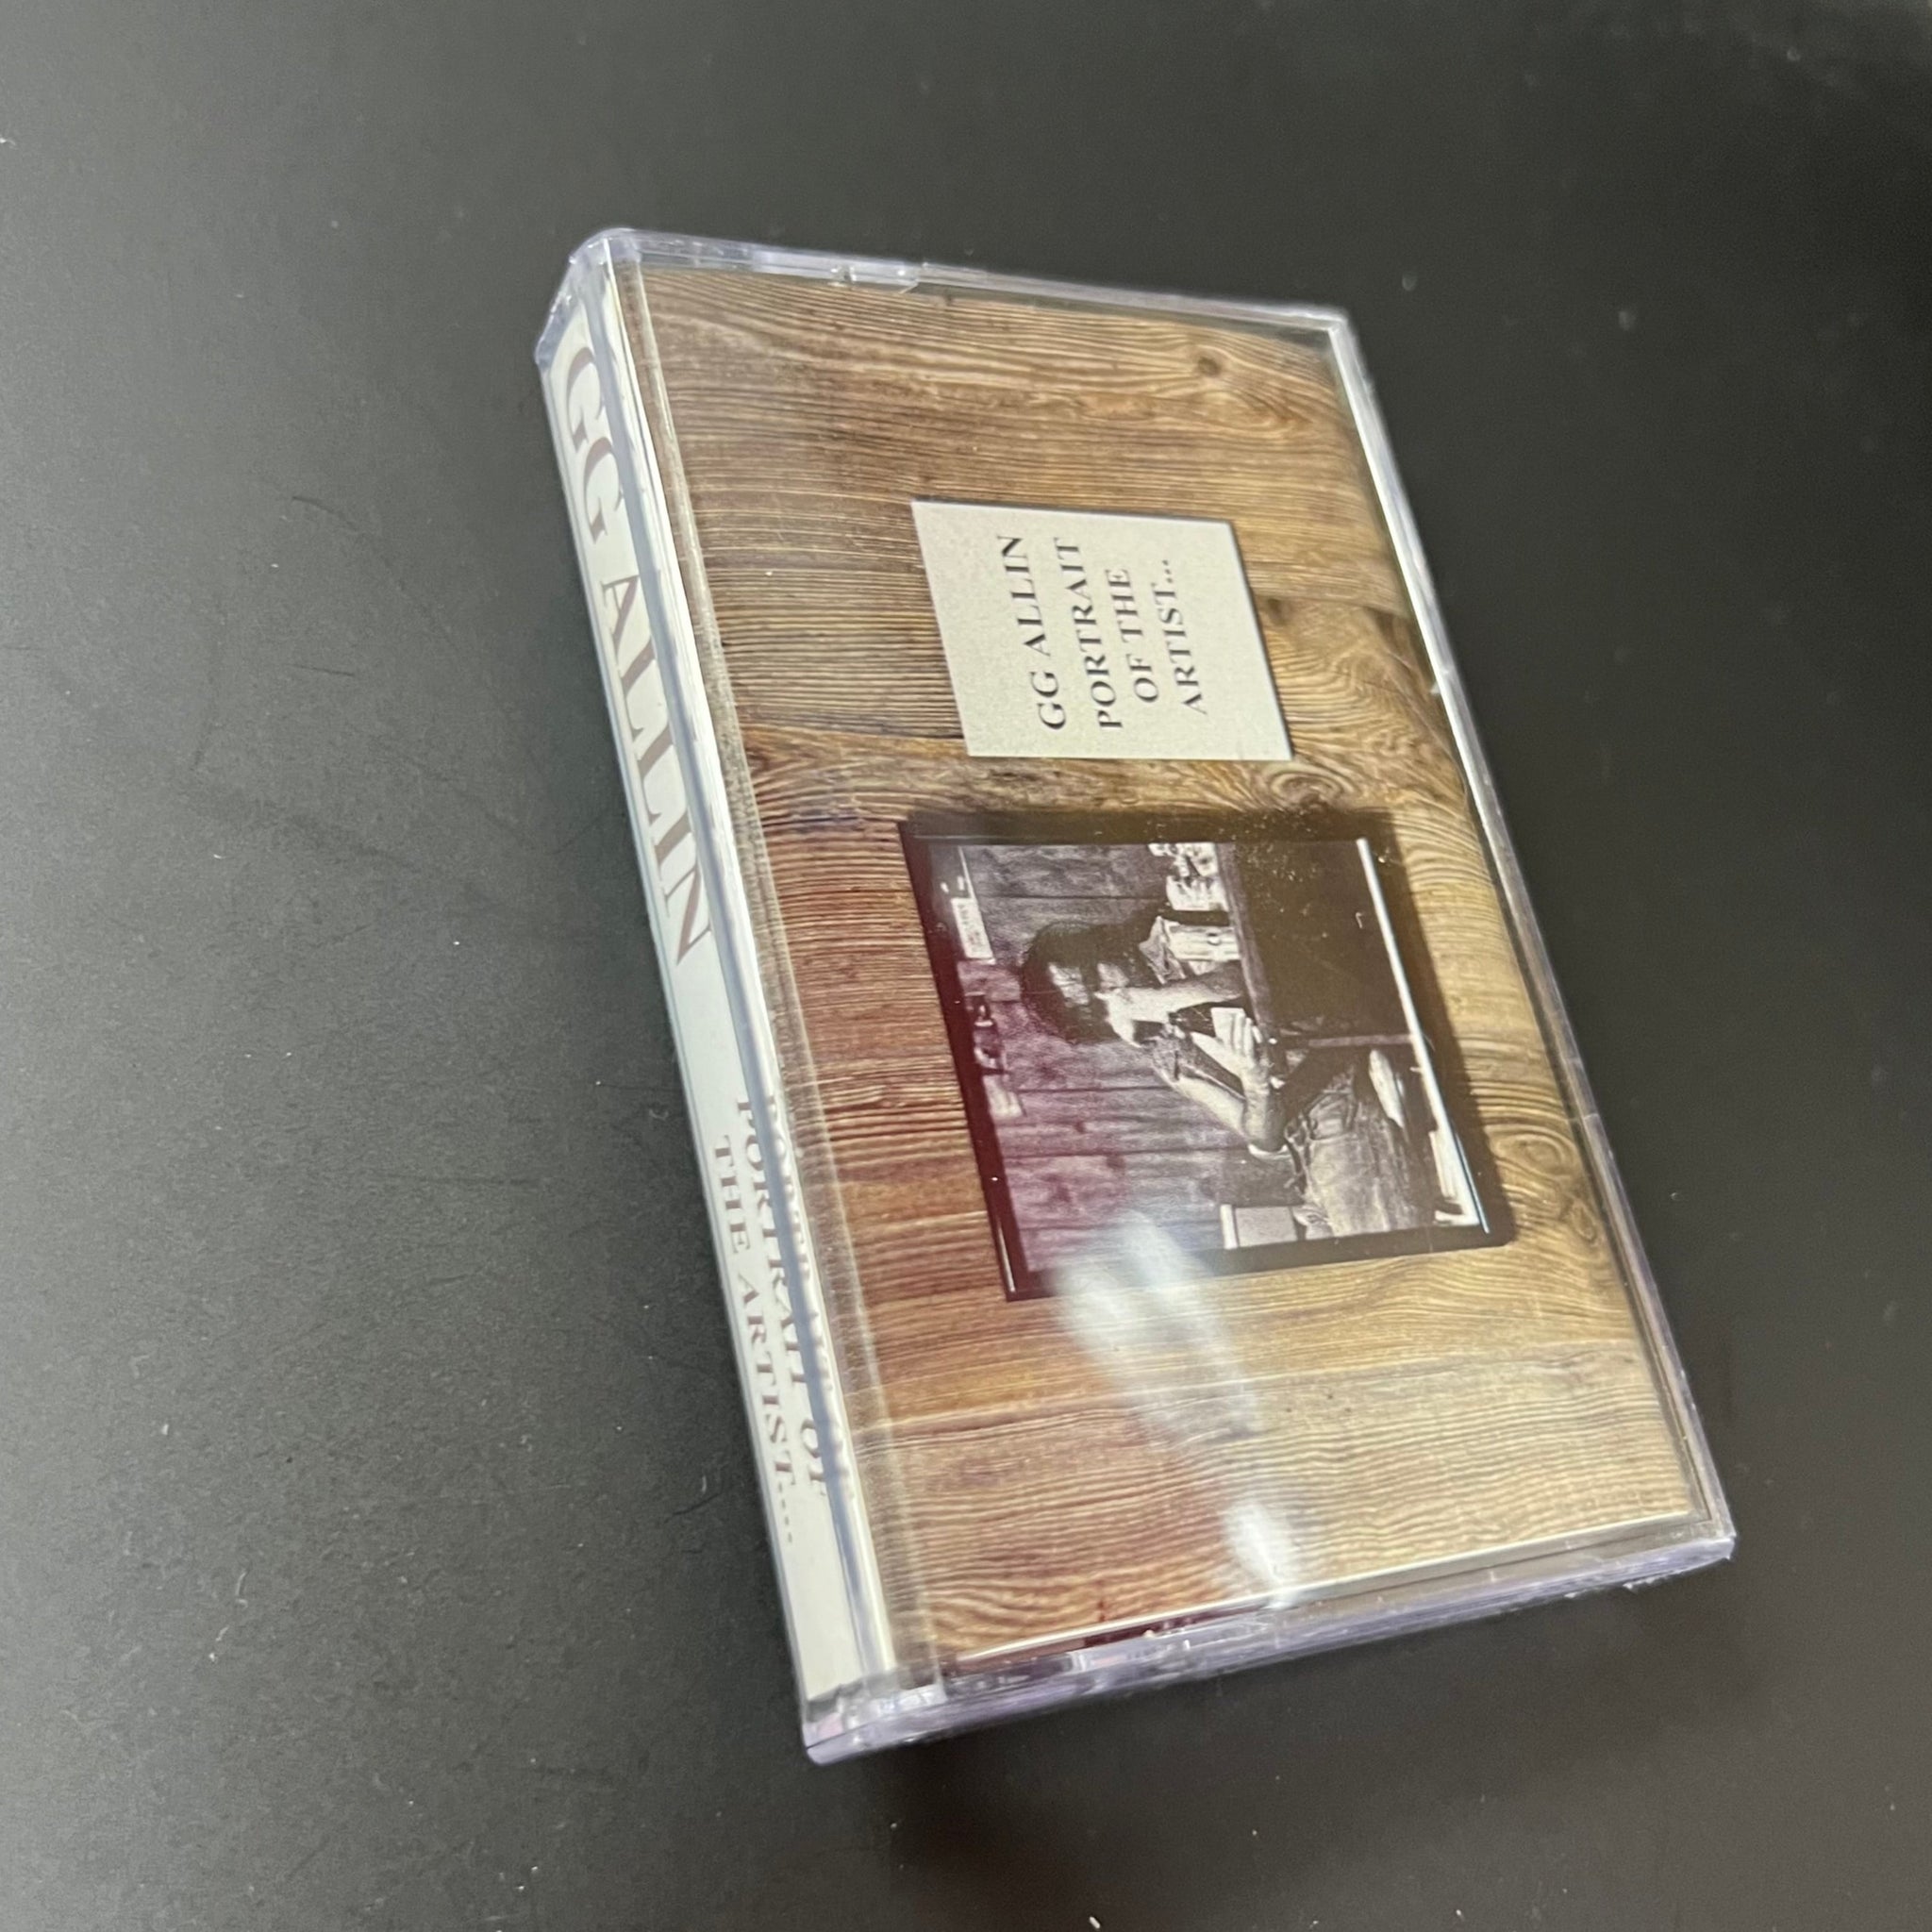 GG ALLIN
PORTRAIT OF
THE ARTIST....
GG ALLIN
PORTRAIT
OF THE
ARTIST...